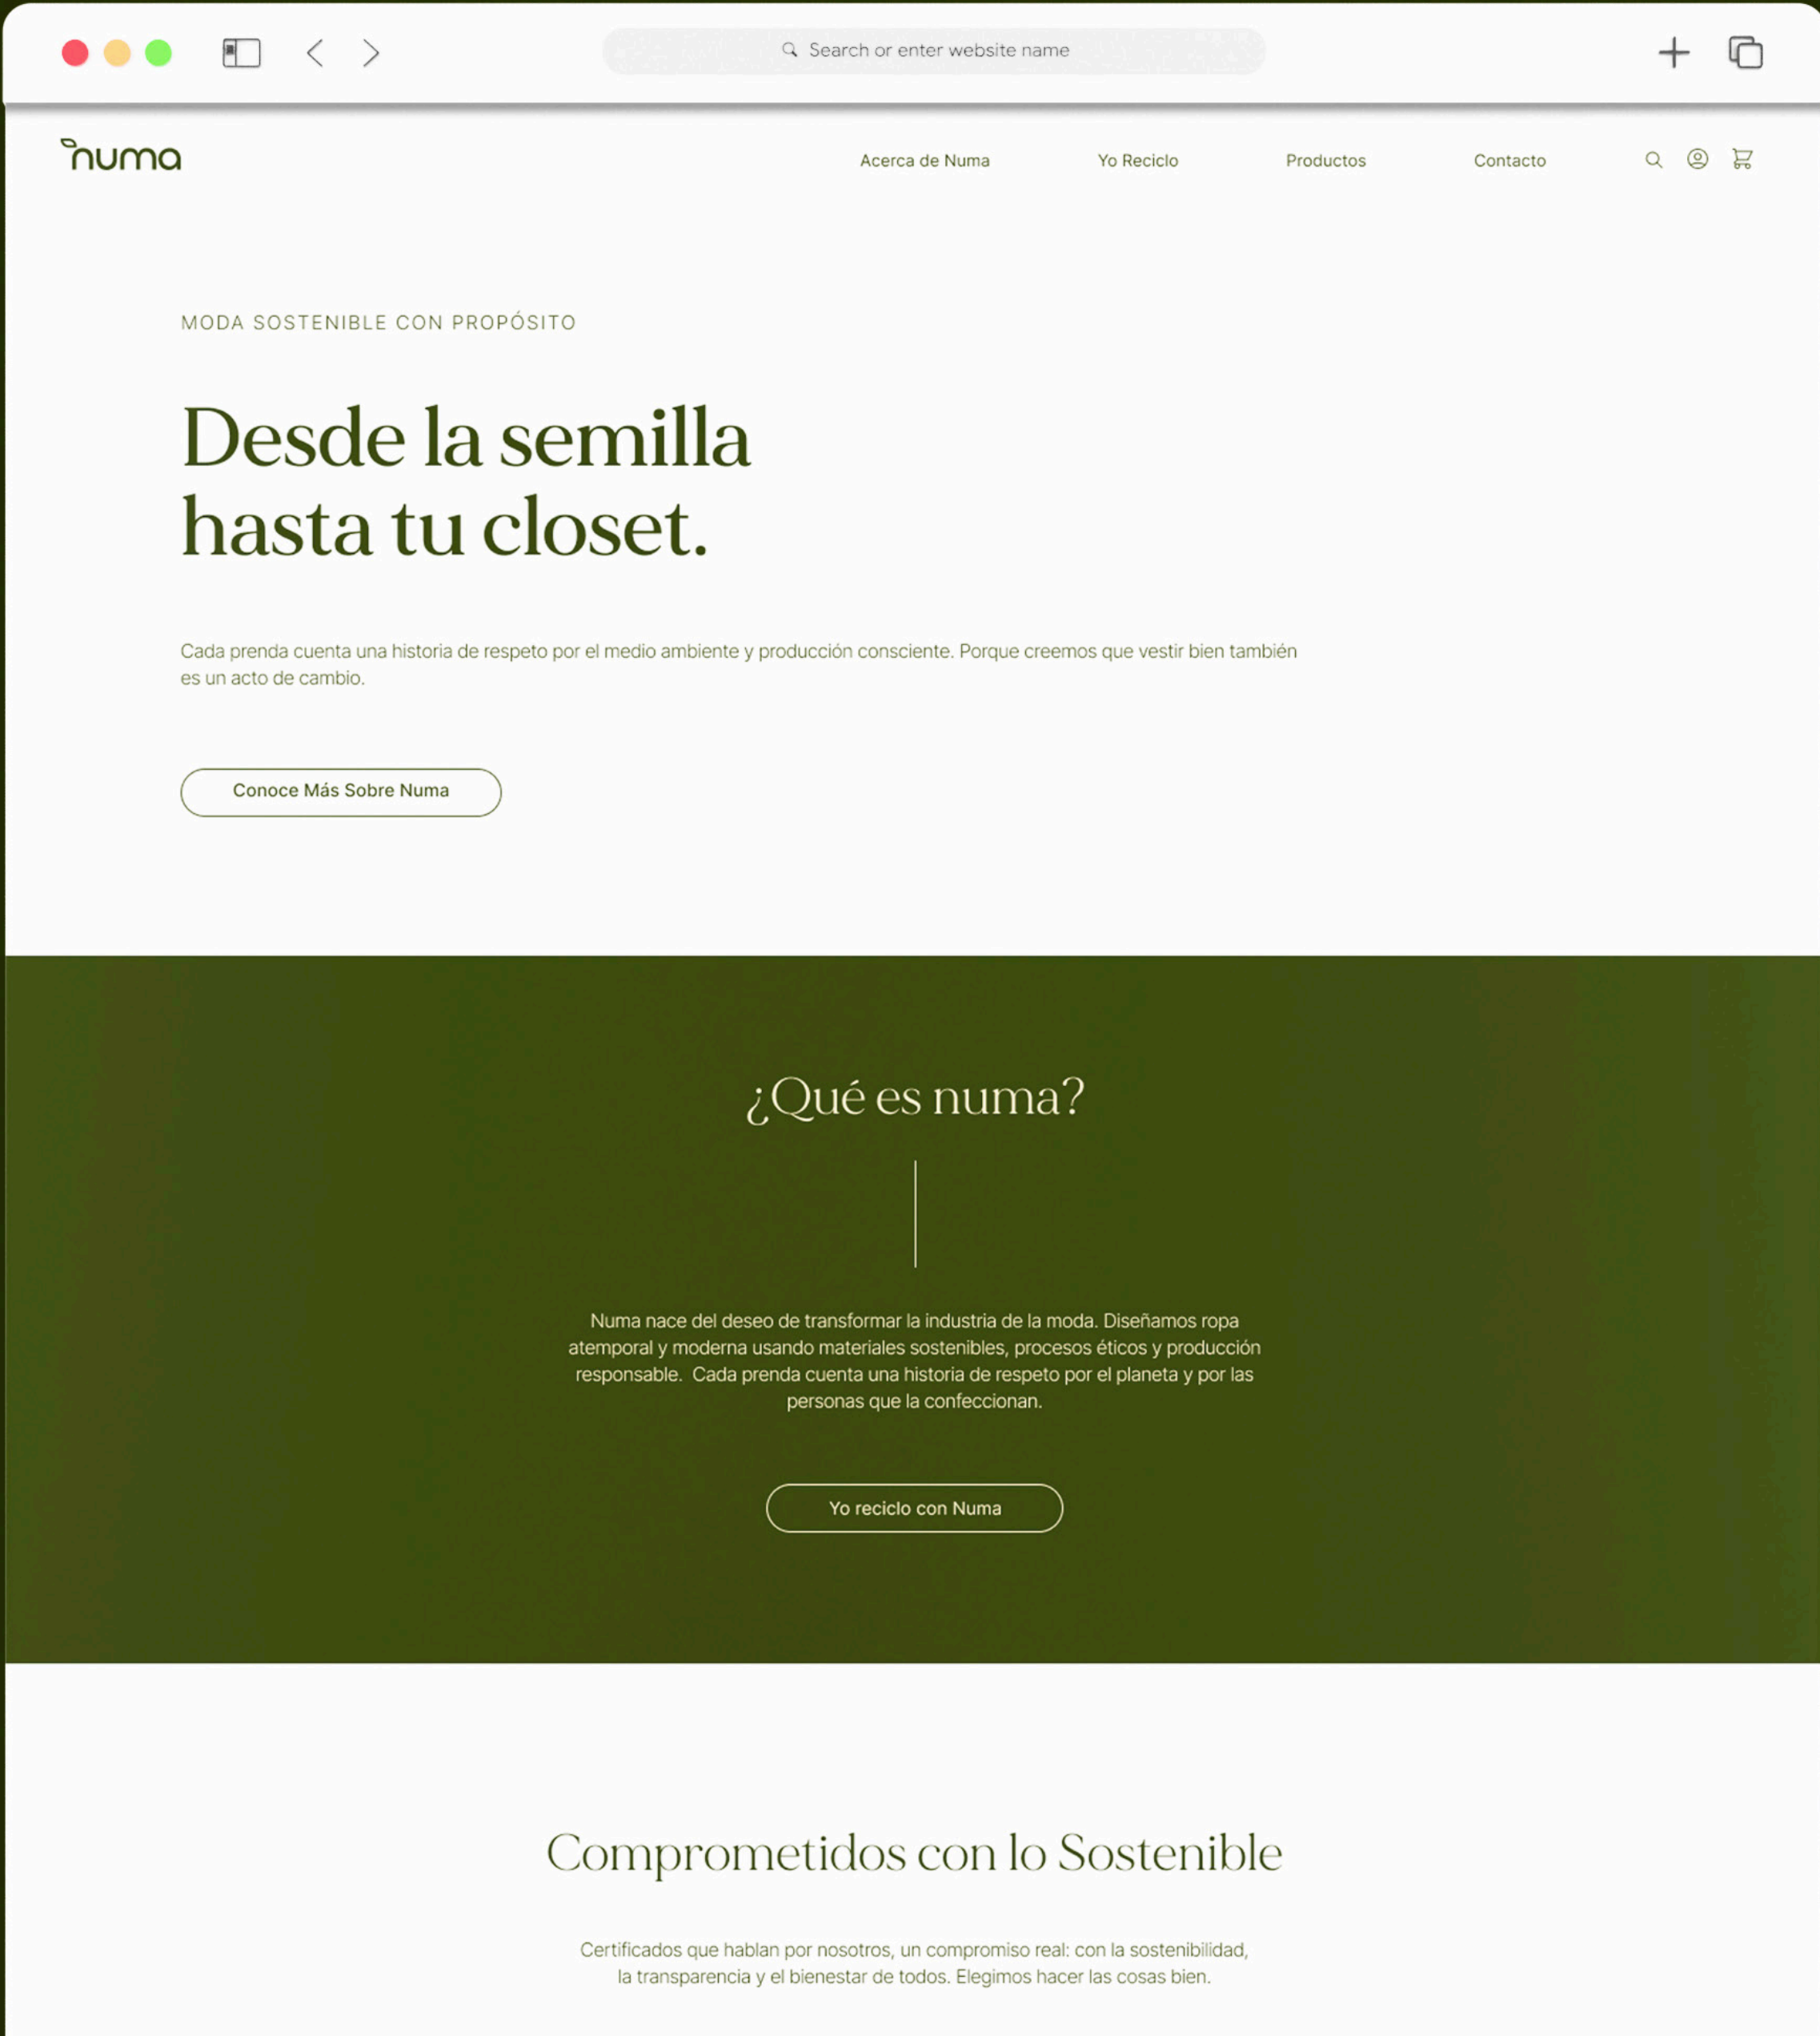 Search or enter website name
numa
Acerca de Numa
Yo Reciclo
Productos
Contacto
MODA SOSTENIBLE CON PROPÓSITO
Desde la semilla
hasta tu closet.
Cada prenda cuenta una historia de respeto por el medio ambiente y producción consciente. Porque creemos que vestir bien también
es un acto de cambio.
Conoce Más Sobre Numa
¿Qué es numa?
Numa nace del deseo de transformar la industria de la moda. Diseñamos ropa
atemporal y moderna usando materiales sostenibles, procesos éticos y producción
responsable.  Cada prenda cuenta una historia de respeto por el planeta y por las
personas que la confeccionan.
Yo reciclo con Numa
Comprometidos con lo Sostenible
Certificados que hablan por nosotros, un compromiso real: con la sostenibilidad,
la transparencia y el bienestar de todos. Elegimos hacer las cosas bien.